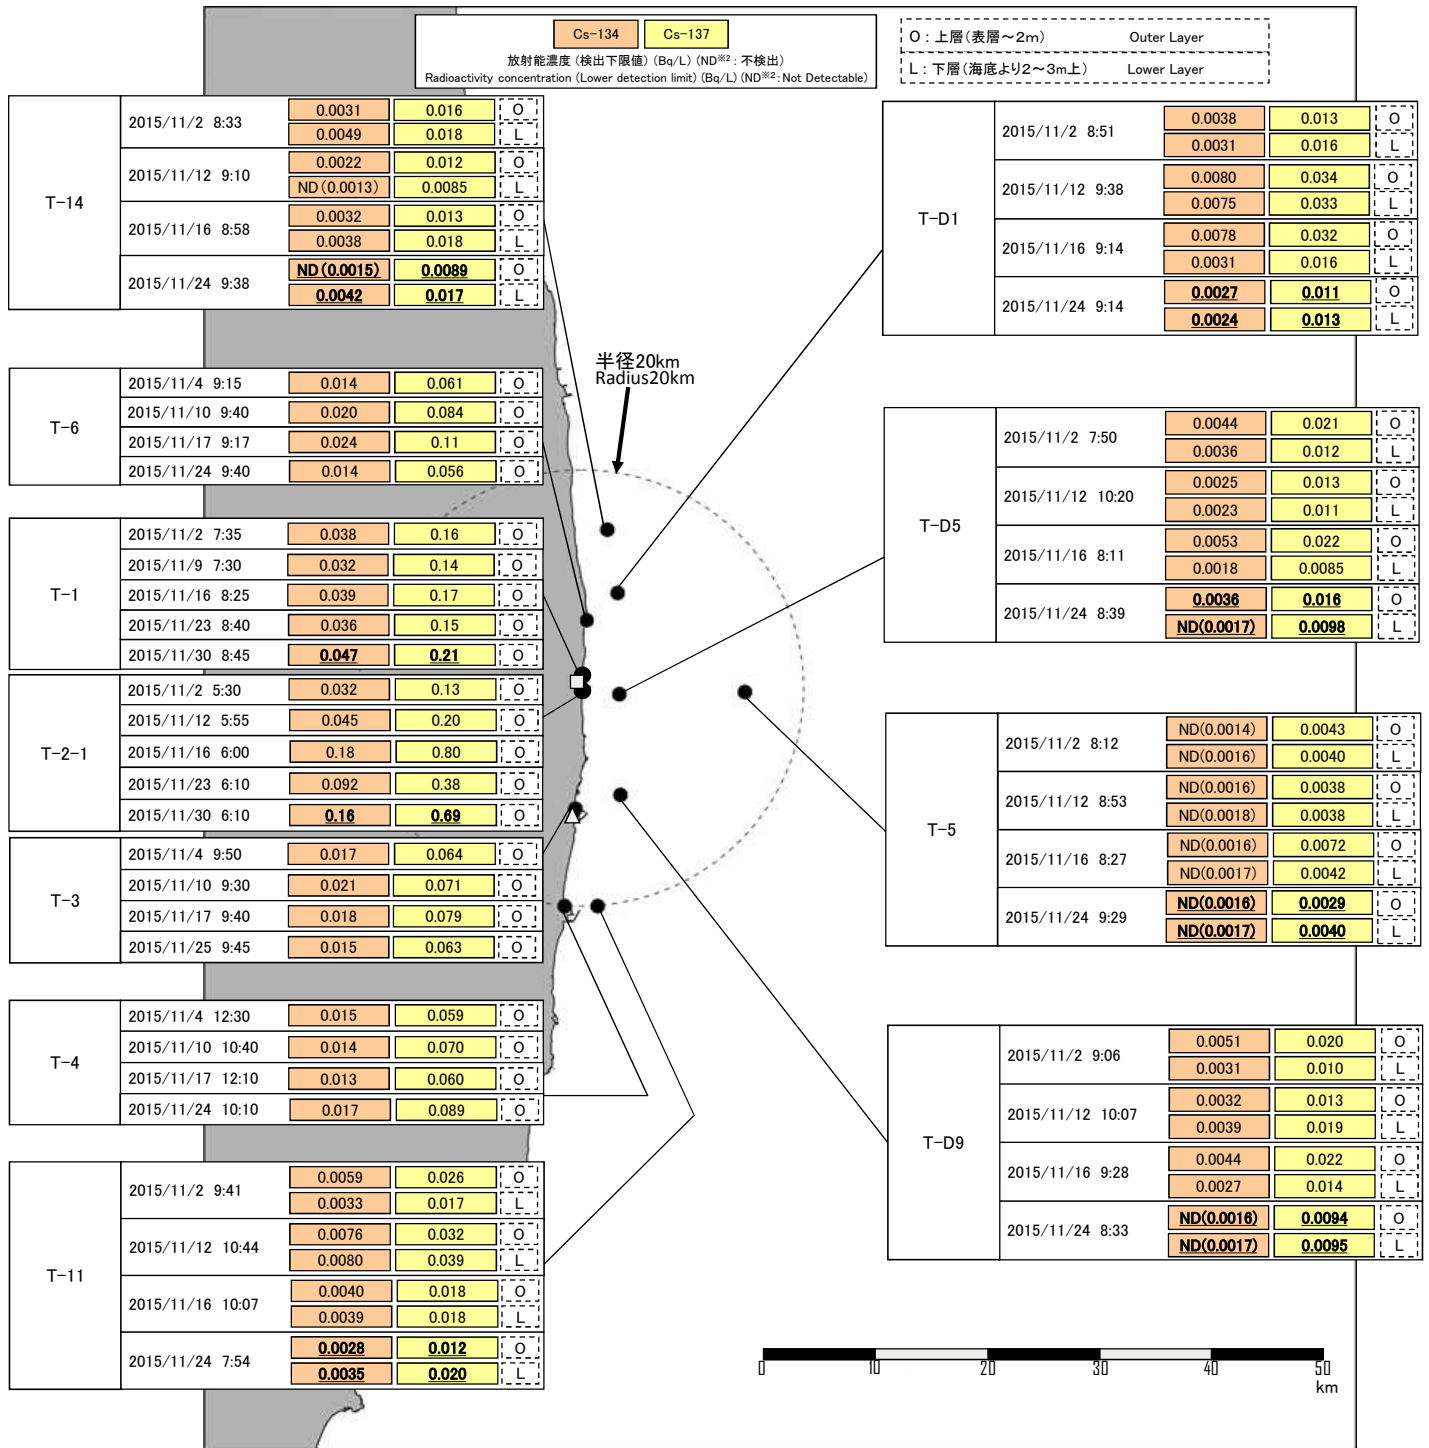 Cs-134 Cs-137
放射能濃度 (検出下限値) (Bq/L) (ND※2 : 不検出)
Radioactivity concentration (Lower detection limit) (Bq/L) (ND※2 : Not Detectable)
O : 上層(表層~2m) Outer Layer
L : 下層(海底より2~3m上) Lower Layer
T-14
2015/11/2 8:33 0.0031 0.016 O
0.0049 0.018 L
2015/11/12 9:10 0.0022 0.012 O
ND(0.0013) 0.0085 L
2015/11/16 8:58 0.0032 0.013 O
0.0038 0.018 L
2015/11/24 9:38 ND(0.0015) 0.0089 O
0.0042 0.017 L
T-6
2015/11/4 9:15 0.014 0.061 O
2015/11/10 9:40 0.020 0.084 O
2015/11/17 9:17 0.024 0.11 O
2015/11/24 9:40 0.014 0.056 O
T-1
2015/11/2 7:35 0.038 0.16 O
2015/11/9 7:30 0.032 0.14 O
2015/11/16 8:25 0.039 0.17 O
2015/11/23 8:40 0.036 0.15 O
2015/11/30 8:45 0.047 0.21 O
T-2-1
2015/11/2 5:30 0.032 0.13 O
2015/11/12 5:55 0.045 0.20 O
2015/11/16 6:00 0.18 0.80 O
2015/11/23 6:10 0.092 0.38 O
2015/11/30 6:10 0.16 0.69 O
T-3
2015/11/4 9:50 0.017 0.064 O
2015/11/10 9:30 0.021 0.071 O
2015/11/17 9:40 0.018 0.079 O
2015/11/25 9:45 0.015 0.063 O
T-4
2015/11/4 12:30 0.015 0.059 O
2015/11/10 10:40 0.014 0.070 O
2015/11/17 12:10 0.013 0.060 O
2015/11/24 10:10 0.017 0.089 O
T-11
2015/11/2 9:41 0.0059 0.026 O
0.0033 0.017 L
2015/11/12 10:44 0.0076 0.032 O
0.0080 0.039 L
2015/11/16 10:07 0.0040 0.018 O
0.0039 0.018 L
2015/11/24 7:54 0.0028 0.012 O
0.0035 0.020 L
半径20km
Radius20km
T-D1
2015/11/2 8:51 0.0038 0.013 O
0.0031 0.016 L
2015/11/12 9:38 0.0080 0.034 O
0.0075 0.033 L
2015/11/16 9:14 0.0078 0.032 O
0.0031 0.016 L
2015/11/24 9:14 0.0027 0.011 O
0.0024 0.013 L
T-D5
2015/11/2 7:50 0.0044 0.021 O
0.0036 0.012 L
2015/11/12 10:20 0.0025 0.013 O
0.0023 0.011 L
2015/11/16 8:11 0.0053 0.022 O
0.0018 0.0085 L
2015/11/24 8:39 0.0036 0.016 O
ND(0.0017) 0.0098 L
T-5
2015/11/2 8:12 ND(0.0014) 0.0043 O
ND(0.0016) 0.0040 L
2015/11/12 8:53 ND(0.0016) 0.0038 O
ND(0.0018) 0.0038 L
2015/11/16 8:27 ND(0.0016) 0.0072 O
ND(0.0017) 0.0042 L
2015/11/24 9:29 ND(0.0016) 0.0029 O
ND(0.0017) 0.0040 L
T-D9
2015/11/2 9:06 0.0051 0.020 O
0.0031 0.010 L
2015/11/12 10:07 0.0032 0.013 O
0.0039 0.019 L
2015/11/16 9:28 0.0044 0.022 O
0.0027 0.014 L
2015/11/24 8:33 ND(0.0016) 0.0094 O
ND(0.0017) 0.0095 L
0 10 20 30 40 50
km